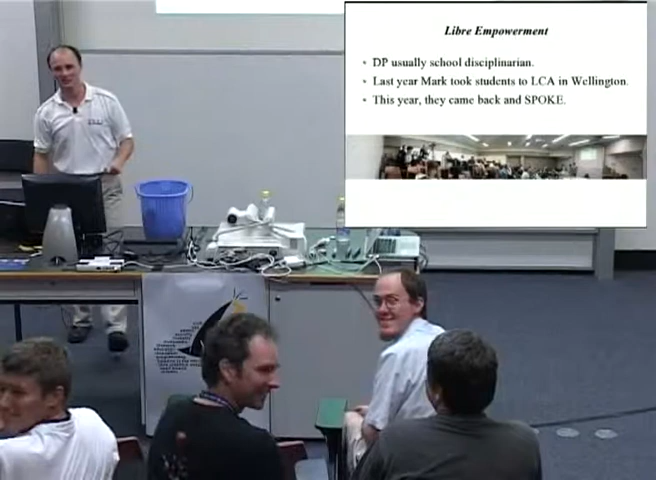 Libre Empowerment
DP usually school disciplinarian.
Last year Mark took students to LCA in Wellington.
This year, they came back and SPOKE.